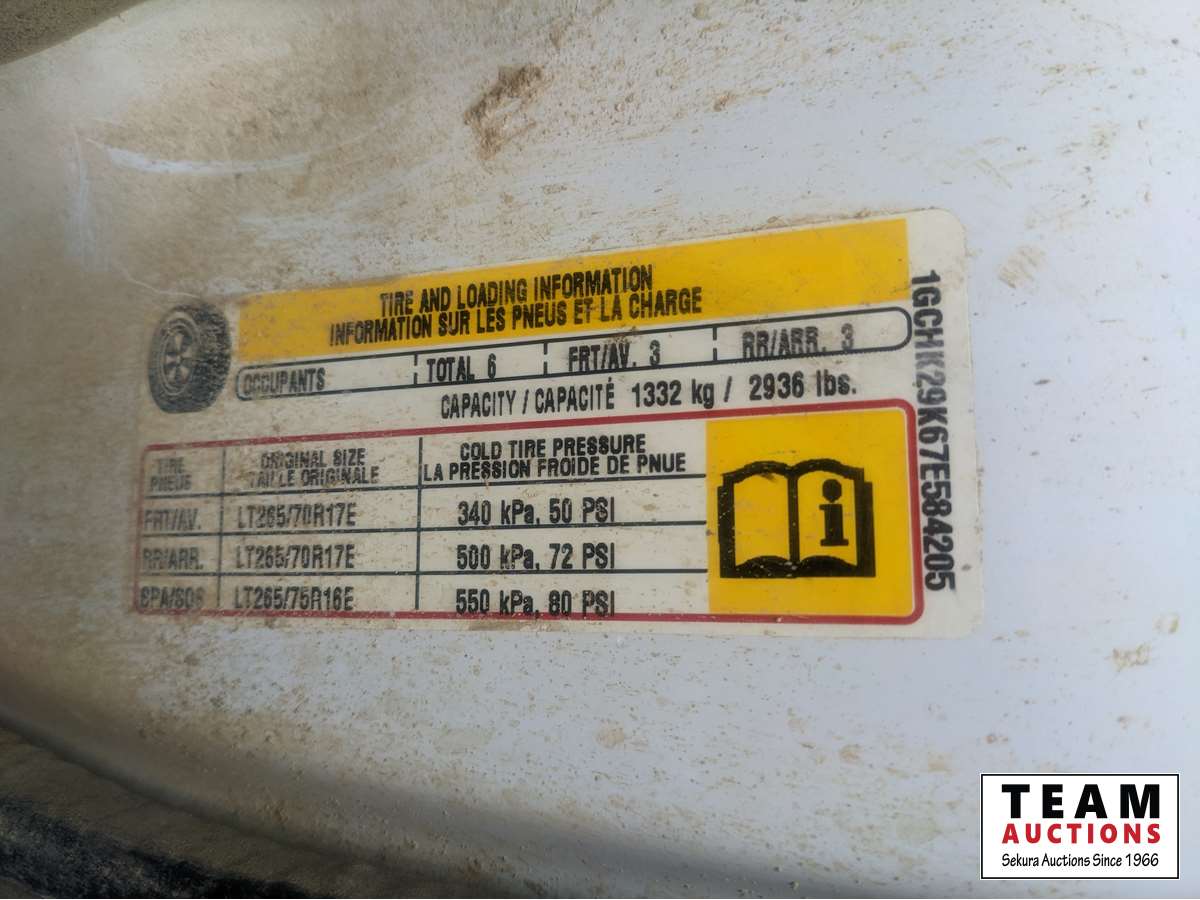 TIRE AND LOADING INFORMATION
INFORMATION SUR LES PNEUS ET LA CHARGE
OCCUPANTS TOTAL 6 FRT/AV. 3 RR/ARR. 3
CAPACITY / CAPACITÉ 1332 kg / 2936 lbs.
TIRE ORIGINAL SIZE COLD TIRE PRESSURE
PNEUS TAILLE ORIGINALE LA PRESSION FROIDE DE PNUE
FRT/AV. LT265/70R17E 340 kPa, 50 PSI
RR/ARR. LT265/70R17E 500 kPa, 72 PSI
SPA/SOS LT265/75R16E 550 kPa, 80 PSI
i
1GCHK29K67E584205
TEAM
AUCTIONS
Sekura Auctions Since 1966